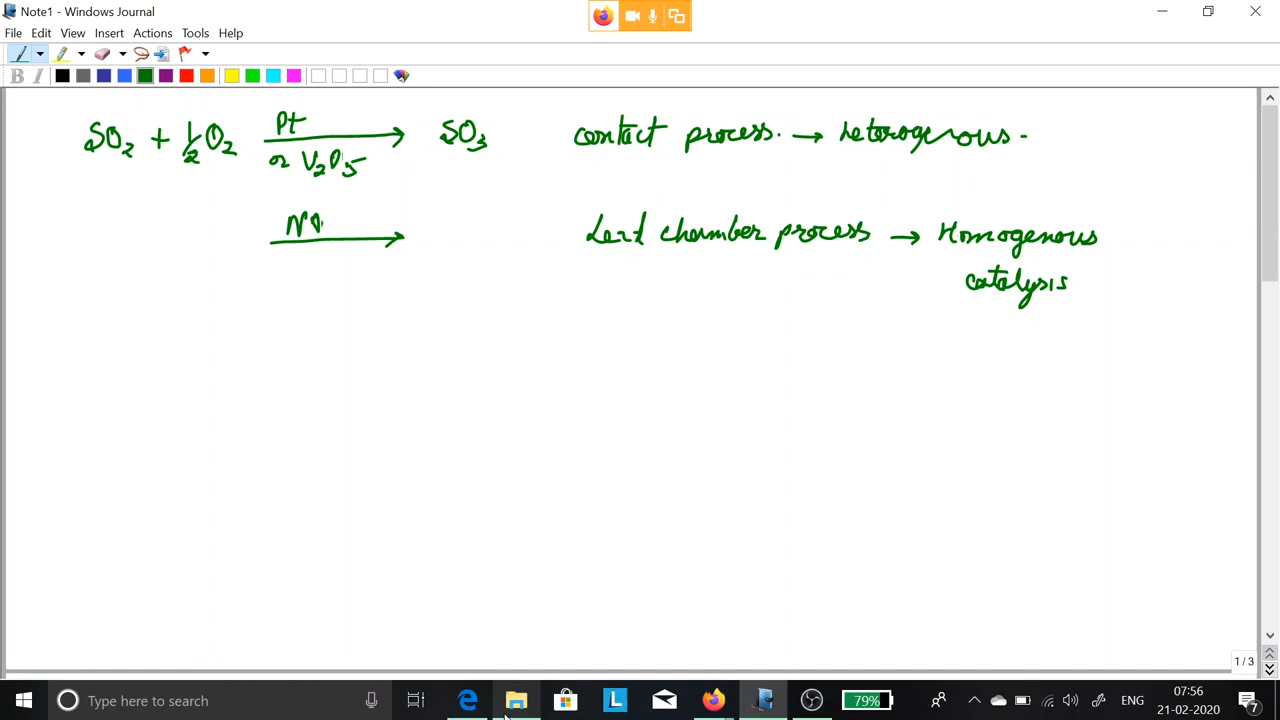 Note1 - Windows Journal
File Edit View Insert Actions Tools Help
B I
SO2 + 1/2 O2 Pt or V2O5 SO3 contact process. → heterogenous -
NO Lead chamber process → Homogenous
catalysis
1 / 3
Type here to search
L
79%
ENG
07:56
21-02-2020
7